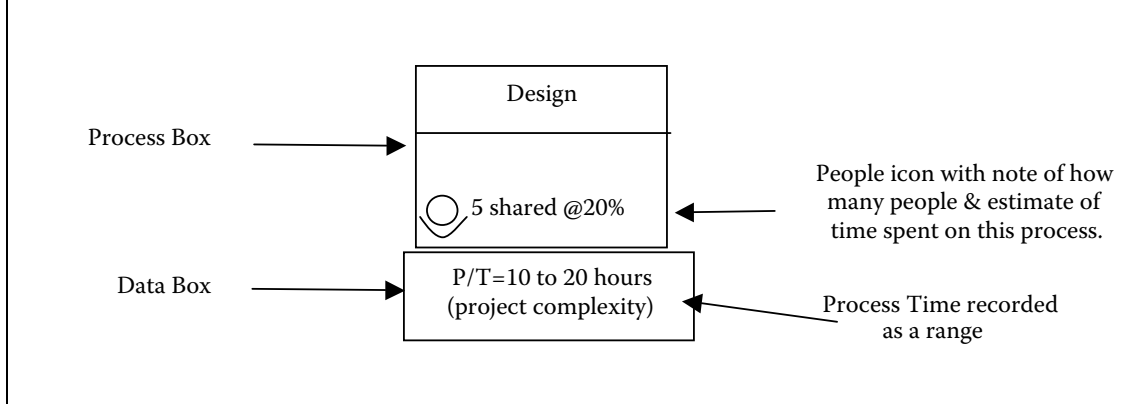 Design
Process Box
5 shared @20%
People icon with note of how
many people & estimate of
time spent on this process.
Data Box
P/T=10 to 20 hours
(project complexity)
Process Time recorded
as a range